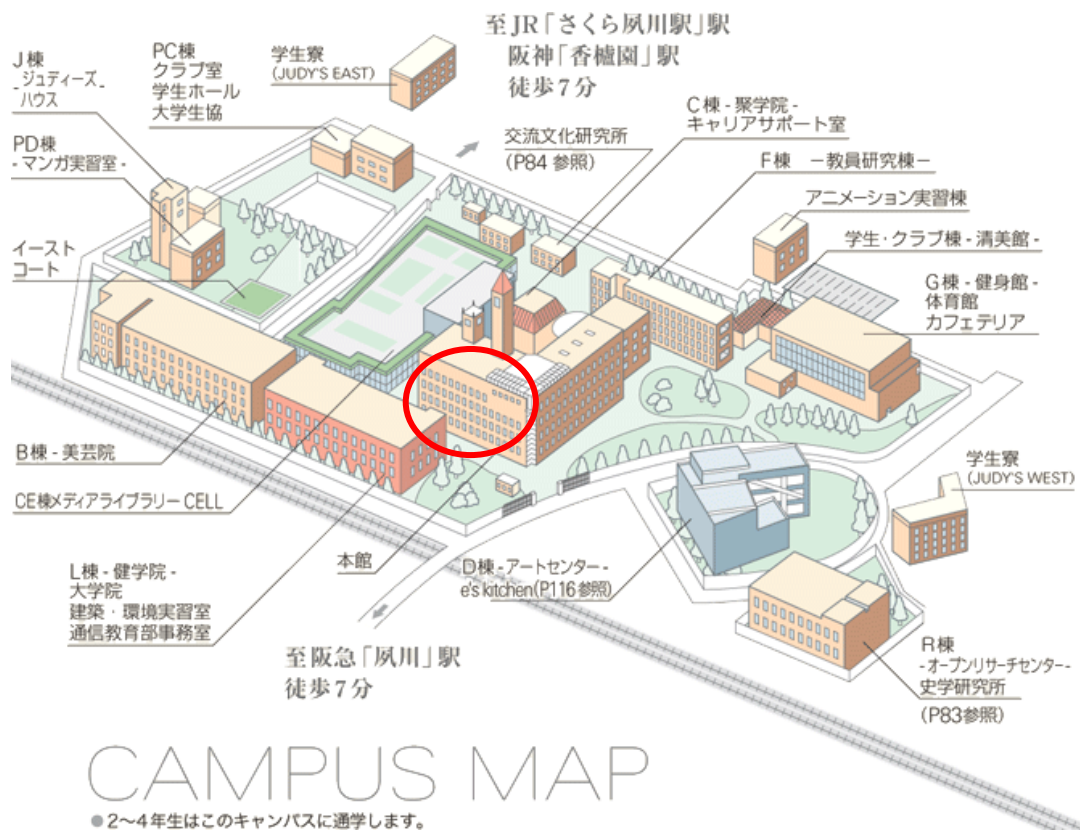 至JR「さくら夙川駅」駅
阪神「香櫨園」駅
徒歩7分
J棟
-ジュディーズ-
ハウス
PC棟
クラブ室
学生ホール
大学生協
学生寮
(JUDY'S EAST)
PD棟
-マンガ実習室-
交流文化研究所
(P84 参照)
C棟-聚学院-
キャリアサポート室
F棟 －教員研究棟－
アニメーション実習棟
学生・クラブ棟-清美館-
G棟-健身館-
体育館
カフェテリア
イースト
コート
B棟-美芸院
CE棟メディアライブラリー CELL
L棟-健学院-
大学院
建築・環境実習室
通信教育部事務室
本館
D棟-アートセンター-
e's kitchen(P116参照)
学生寮
(JUDY'S WEST)
R棟
-オープンリサーチセンター-
史学研究所
(P83参照)
至阪急「夙川」駅
徒歩7分
CAMPUS MAP
●2〜4年生はこのキャンパスに通学します。